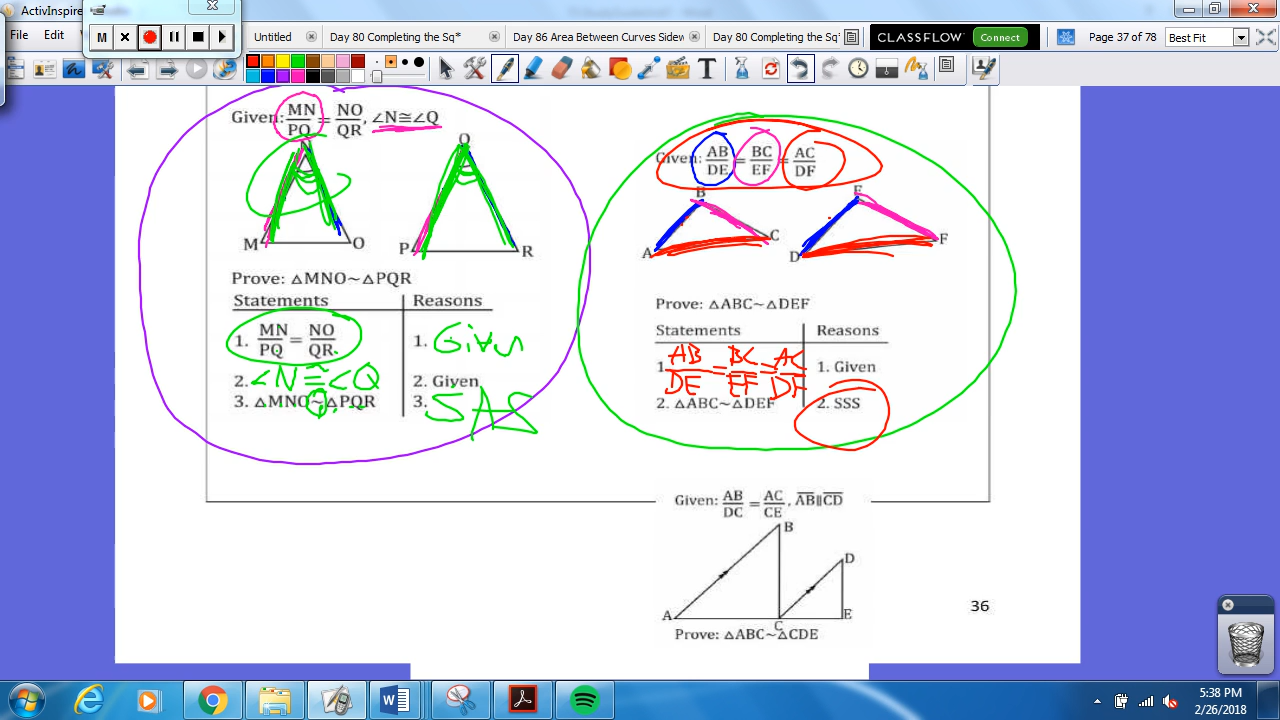 ActivInspire
File Edit
Untitled
Day 80 Completing the Sq*
Day 86 Area Between Curves Sidew
Day 80 Completing the Sq
CLASSFLOW Connect
Page 37 of 78
Best Fit
Given: MN/PQ = NO/QR, ∠N≅∠Q
M O
Q
P R
Prove: △MNO~△PQR
Statements Reasons
1. MN/PQ = NO/QR. 1. Given
2. ∠N≅∠Q 2. Given
3. △MNO~△PQR 3. SAS
Given: AB/DE = BC/EF = AC/DF
B
A C
E
D F
Prove: △ABC~△DEF
Statements Reasons
1. AB/DE = BC/EF = AC/DF 1. Given
2. △ABC~△DEF 2. SSS
Given: AB/DC = AC/CE, AB∥CD
B
D
A C E
Prove: △ABC~△CDE
36
5:38 PM
2/26/2018